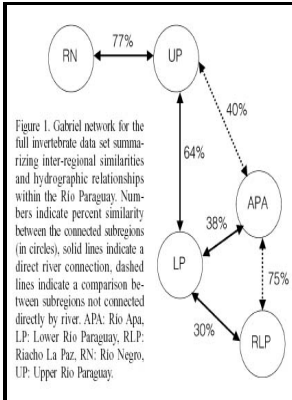 77%
RN
UP
40%
Figure 1. Gabriel network for the
full invertebrate data set summa-
rizing inter-regional similarities
and hydrographic relationships
within the Río Paraguay. Num-
bers indicate percent similarity
between the connected subregions
(in circles), solid lines indicate a
direct river connection, dashed
lines indicate a comparison be-
tween subregions not connected
directly by river. APA: Río Apa,
LP: Lower Río Paraguay, RLP:
Riacho La Paz, RN: Río Negro,
UP: Upper Río Paraguay.
64%
APA
38%
LP
75%
30%
RLP